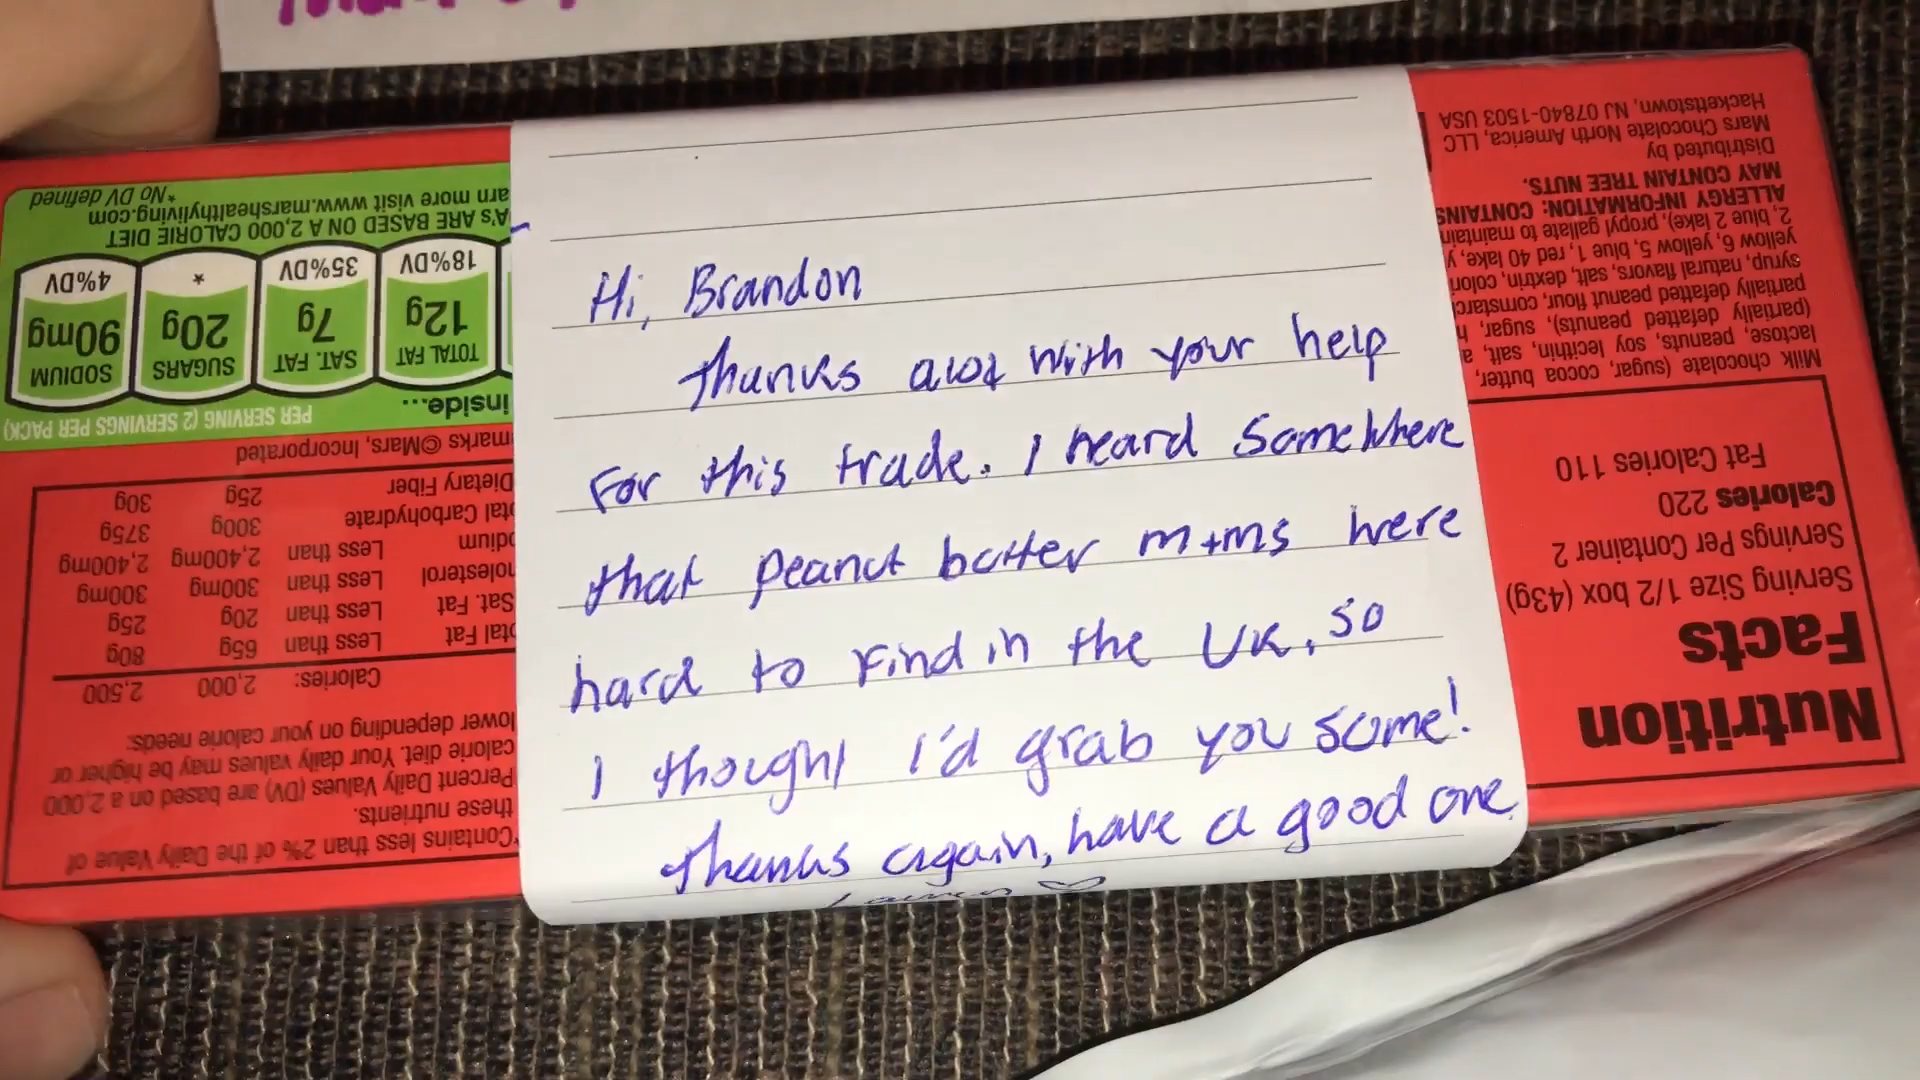 Hi, Brandon
Thanks alot with your help
For this trade. I heard somewhere
that peanut butter m+ms were
hard to find in the UK, so
I thought I'd grab you some!
Thanks again, have a good one
*No DV defined
arn more visit www.marshealthyliving.com
A's ARE BASED ON A 2,000 CALORIE DIET
18%DV 35%DV * 4%DV
12g 7g 20g 90mg
TOTAL FAT SAT. FAT SUGARS SODIUM
inside...
PER SERVING (2 SERVINGS PER PACK)
marks ©Mars, Incorporated
Calories: 2,000 2,500
otal Fat Less than 65g 80g
Sat. Fat Less than 20g 25g
holesterol Less than 300mg 300mg
odium Less than 2,400mg 2,400mg
otal Carbohydrate 300g 375g
Dietary Fiber 25g 30g
*Contains less than 2% of the Daily Value of
these nutrients.
Percent Daily Values (DV) are based on a 2,000
calorie diet. Your daily values may be higher or
lower depending on your calorie needs:
Nutrition
Facts
Serving Size 1/2 box (43g)
Servings Per Container 2
Calories 220
Fat Calories 110
Milk chocolate (sugar, cocoa butter,
lactose, peanuts, soy lecithin, salt,
(partially defatted peanuts), sugar,
partially defatted peanut flour, cornstarch
syrup, natural flavors, salt, dextrin,
yellow 6, yellow 5, blue 1, red 40 lake,
2, blue 2 lake), propyl gallate to maintain
ALLERGY INFORMATION: CONTAINS
MAY CONTAIN TREE NUTS.
Distributed by
Mars Chocolate North America, LLC
Hackettstown, NJ 07840-1503 USA